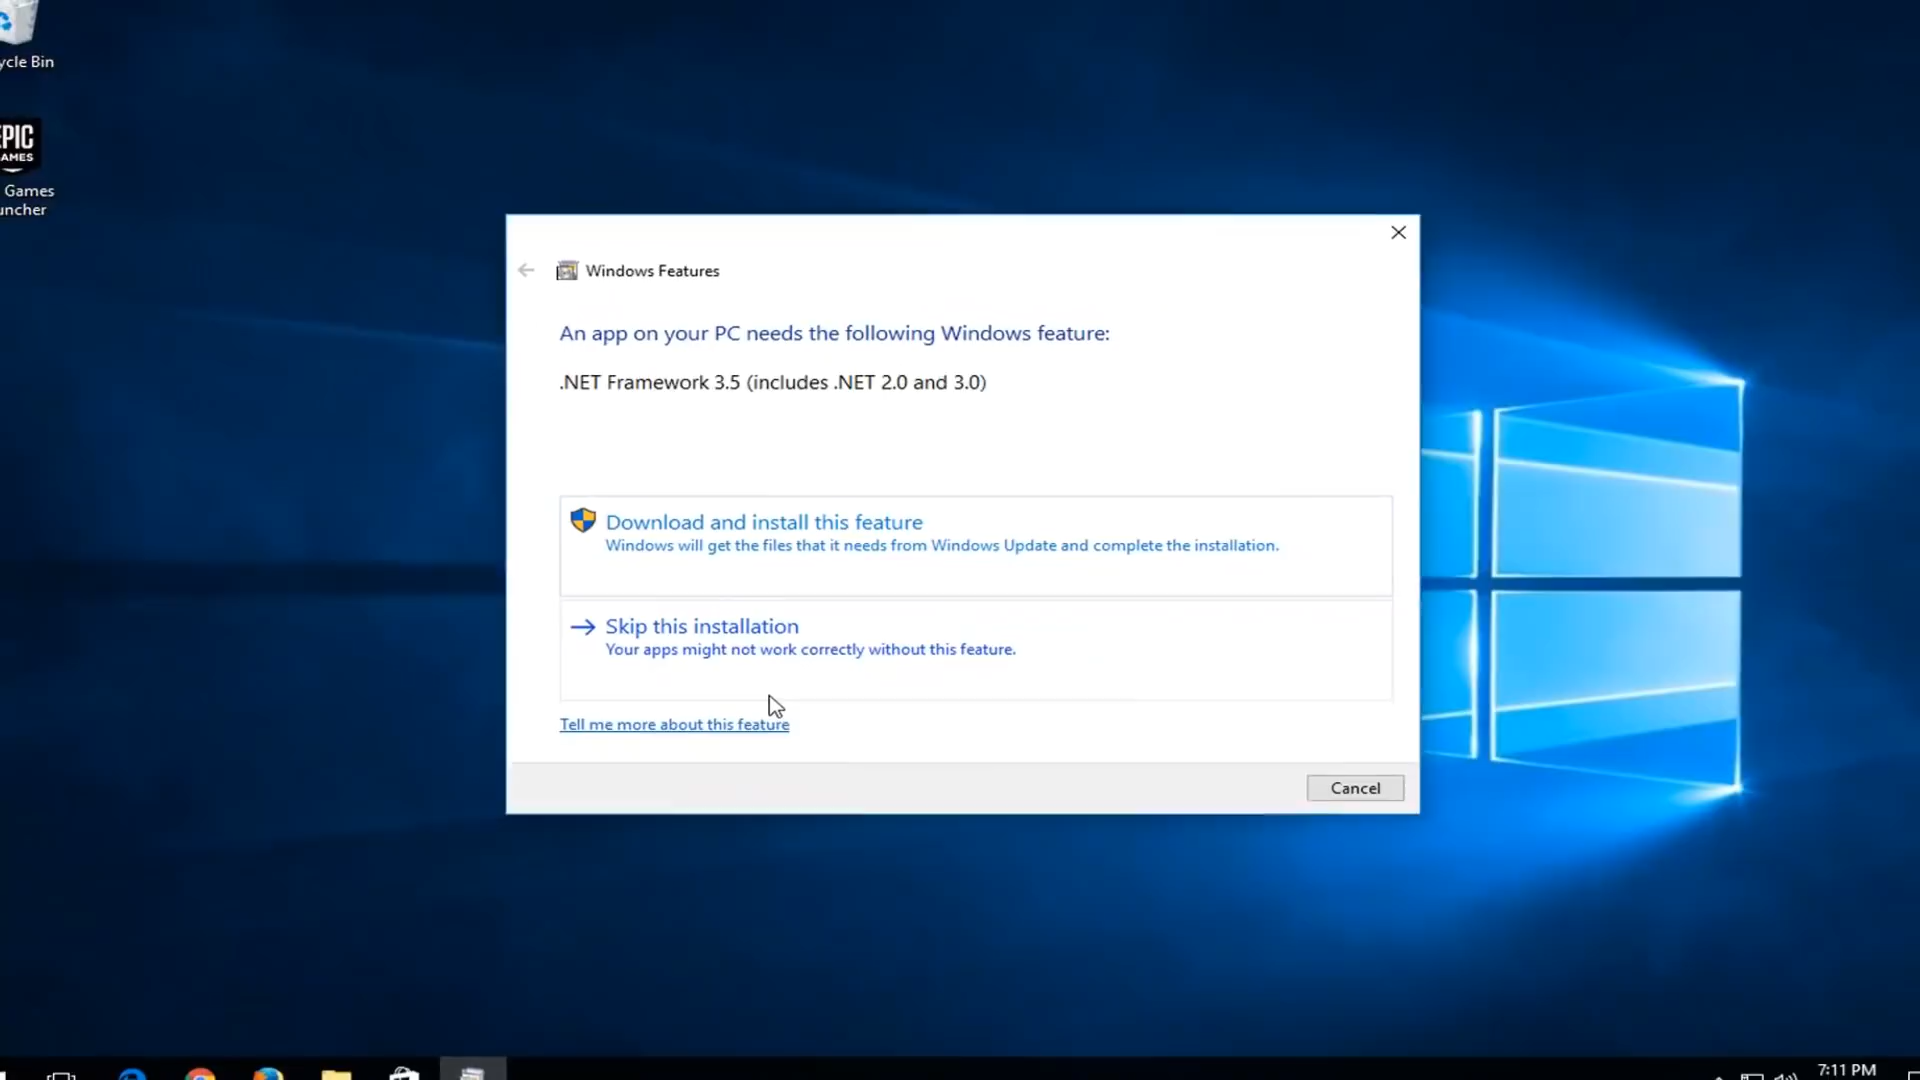 ycle Bin
EPIC
GAMES
Games
uncher
Windows Features
An app on your PC needs the following Windows feature:
.NET Framework 3.5 (includes .NET 2.0 and 3.0)
Download and install this feature
Windows will get the files that it needs from Windows Update and complete the installation.
Skip this installation
Your apps might not work correctly without this feature.
Tell me more about this feature
Cancel
7:11 PM